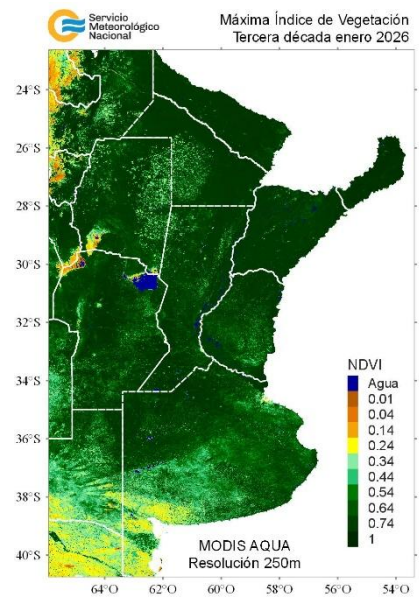 Servicio
Meteorológico
Nacional
Máxima Índice de Vegetación
Tercera década enero 2026
24°S
26°S
28°S
30°S
32°S
34°S
36°S
38°S
40°S
NDVI
Agua
0.01
0.04
0.14
0.24
0.34
0.44
0.54
0.64
0.74
1
MODIS AQUA
Resolución 250m
64°O
62°O
60°O
58°O
56°O
54°O